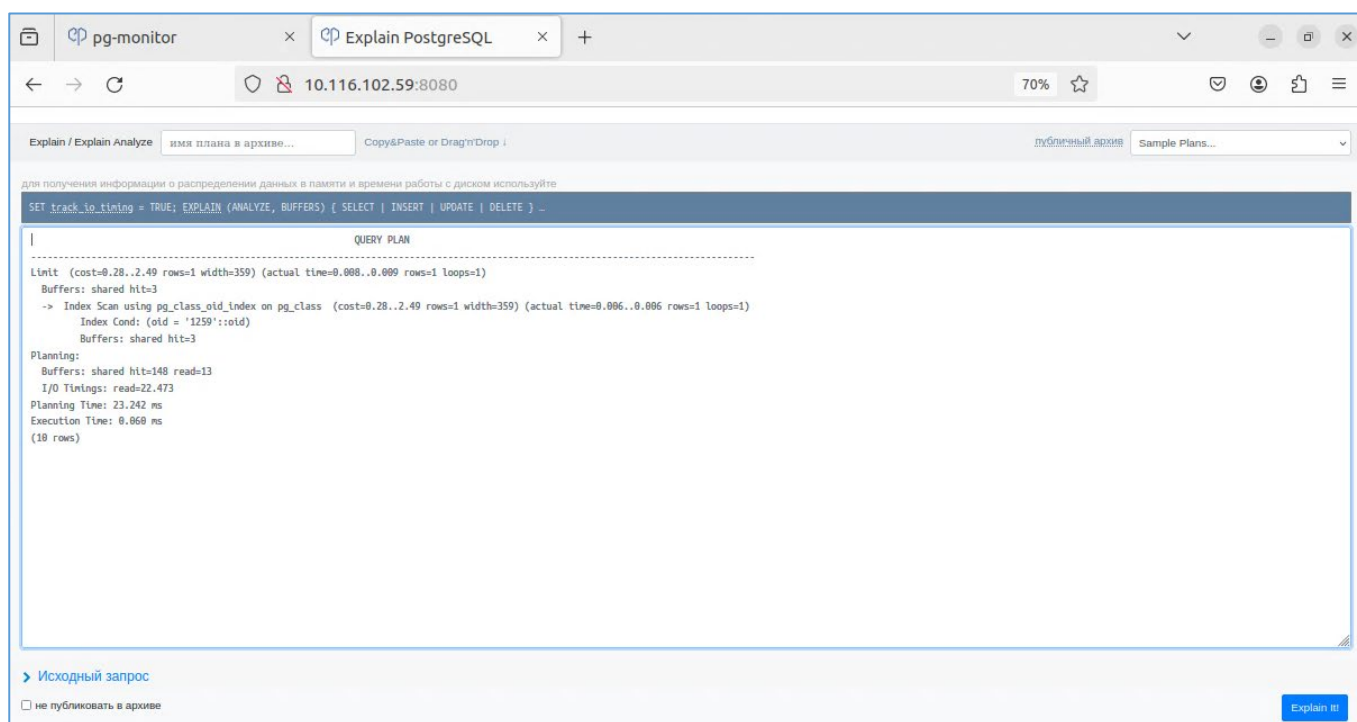 pg-monitor
Explain PostgreSQL
10.116.102.59:8080
70%
Explain / Explain Analyze
имя плана в архиве...
Copy&Paste or Drag'n'Drop ↓
публичный архив
Sample Plans...
для получения информации о распределении данных в памяти и времени работы с диском используйте
SET track_io_timing = TRUE; EXPLAIN (ANALYZE, BUFFERS) { SELECT | INSERT | UPDATE | DELETE } …
QUERY PLAN
-----------------------------------------------------------------------------------------------------------------------------------
Limit  (cost=0.28..2.49 rows=1 width=359) (actual time=0.008..0.009 rows=1 loops=1)
  Buffers: shared hit=3
  ->  Index Scan using pg_class_oid_index on pg_class  (cost=0.28..2.49 rows=1 width=359) (actual time=0.006..0.006 rows=1 loops=1)
        Index Cond: (oid = '1259'::oid)
        Buffers: shared hit=3
Planning:
  Buffers: shared hit=148 read=13
  I/O Timings: read=22.473
Planning Time: 23.242 ms
Execution Time: 0.060 ms
(10 rows)
Исходный запрос
не публиковать в архиве
Explain It!